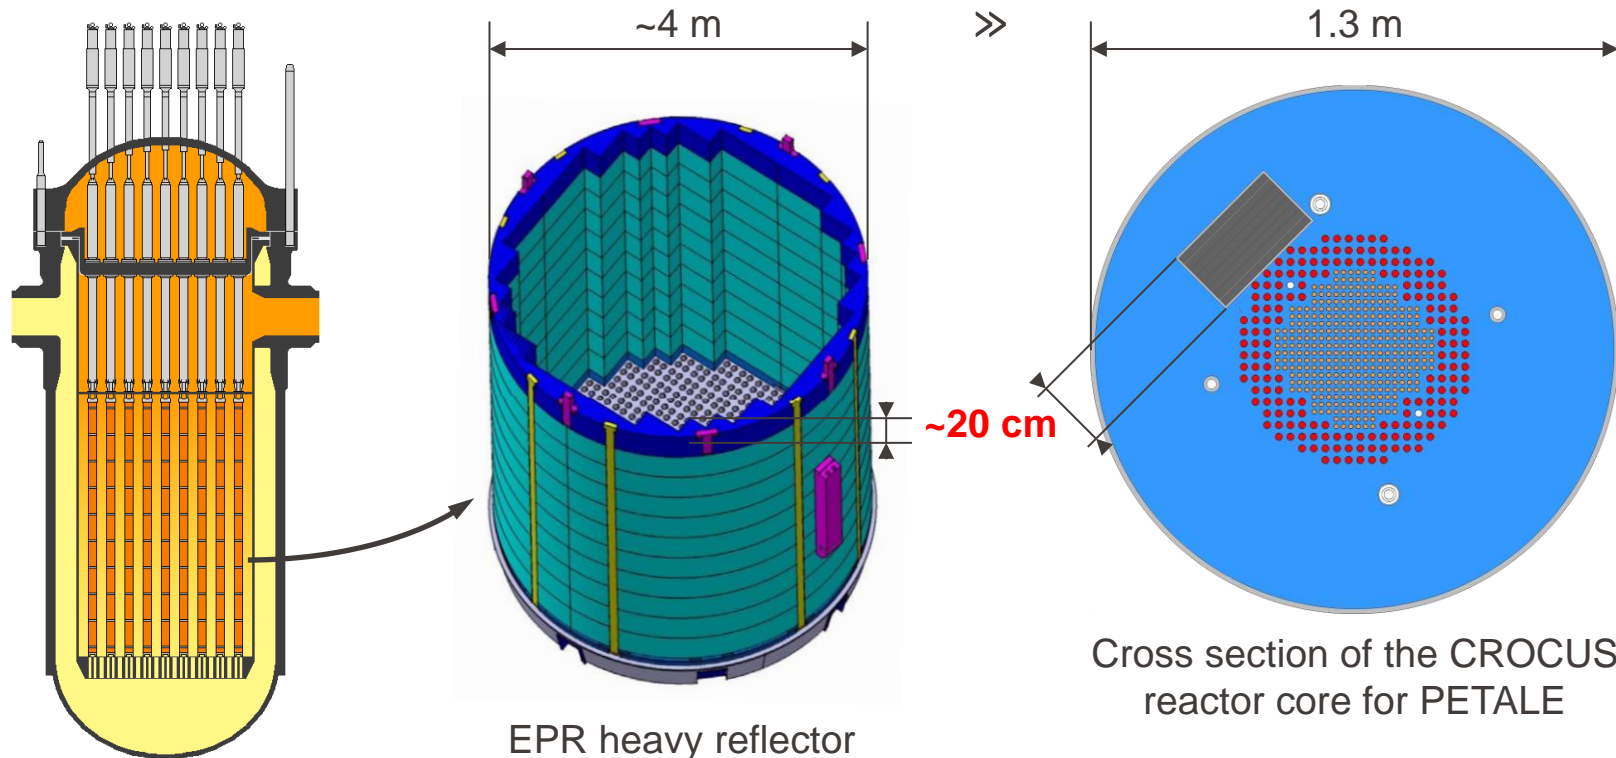 ~4 m
≫
1.3 m
~20 cm
EPR heavy reflector
Cross section of the CROCUS
reactor core for PETALE